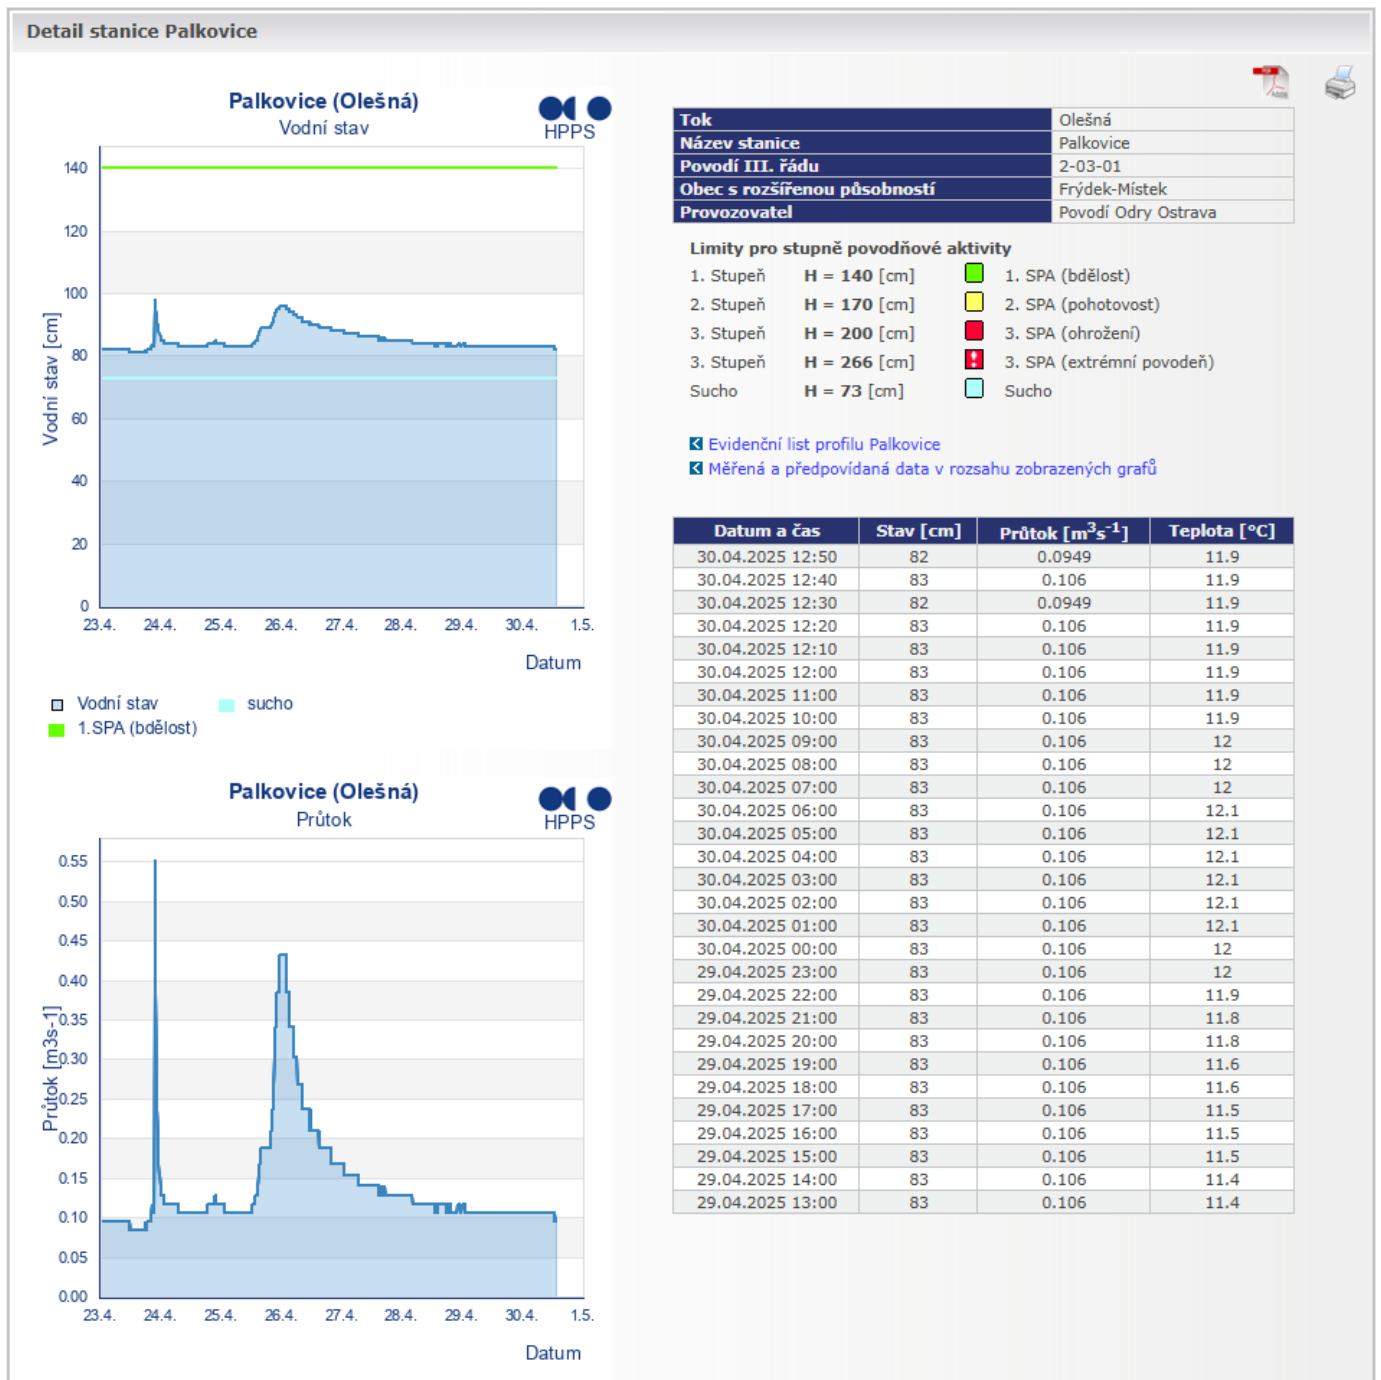 Detail stanice Palkovice
Palkovice (Olešná)
Vodní stav
HPPS
140
120
100
80
60
40
20
0
Vodní stav [cm]
23.4. 24.4. 25.4. 26.4. 27.4. 28.4. 29.4. 30.4. 1.5.
Datum
Vodní stav sucho
1.SPA (bdělost)
Palkovice (Olešná)
Průtok
HPPS
0.55
0.50
0.45
0.40
0.35
0.30
0.25
0.20
0.15
0.10
0.05
0.00
Průtok [m3s-1]
23.4. 24.4. 25.4. 26.4. 27.4. 28.4. 29.4. 30.4. 1.5.
Datum
Tok Olešná
Název stanice Palkovice
Povodí III. řádu 2-03-01
Obec s rozšířenou působností Frýdek-Místek
Provozovatel Povodí Odry Ostrava
Limity pro stupně povodňové aktivity
1. Stupeň H = 140 [cm] 1. SPA (bdělost)
2. Stupeň H = 170 [cm] 2. SPA (pohotovost)
3. Stupeň H = 200 [cm] 3. SPA (ohrožení)
3. Stupeň H = 266 [cm] 3. SPA (extrémní povodeň)
Sucho H = 73 [cm] Sucho
Evidenční list profilu Palkovice
Měřená a předpovídaná data v rozsahu zobrazených grafů
Datum a čas Stav [cm] Průtok [m³s⁻¹] Teplota [°C]
30.04.2025 12:50 82 0.0949 11.9
30.04.2025 12:40 83 0.106 11.9
30.04.2025 12:30 82 0.0949 11.9
30.04.2025 12:20 83 0.106 11.9
30.04.2025 12:10 83 0.106 11.9
30.04.2025 12:00 83 0.106 11.9
30.04.2025 11:00 83 0.106 11.9
30.04.2025 10:00 83 0.106 11.9
30.04.2025 09:00 83 0.106 12
30.04.2025 08:00 83 0.106 12
30.04.2025 07:00 83 0.106 12
30.04.2025 06:00 83 0.106 12.1
30.04.2025 05:00 83 0.106 12.1
30.04.2025 04:00 83 0.106 12.1
30.04.2025 03:00 83 0.106 12.1
30.04.2025 02:00 83 0.106 12.1
30.04.2025 01:00 83 0.106 12.1
30.04.2025 00:00 83 0.106 12
29.04.2025 23:00 83 0.106 12
29.04.2025 22:00 83 0.106 11.9
29.04.2025 21:00 83 0.106 11.8
29.04.2025 20:00 83 0.106 11.8
29.04.2025 19:00 83 0.106 11.6
29.04.2025 18:00 83 0.106 11.6
29.04.2025 17:00 83 0.106 11.5
29.04.2025 16:00 83 0.106 11.5
29.04.2025 15:00 83 0.106 11.5
29.04.2025 14:00 83 0.106 11.4
29.04.2025 13:00 83 0.106 11.4